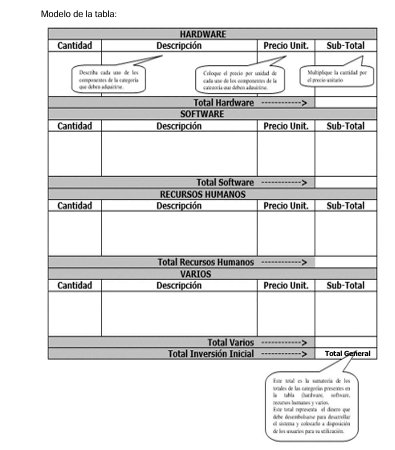 Modelo de la tabla:
HARDWARE
Cantidad Descripción Precio Unit. Sub-Total
Describa cada uno de los
componentes de la categoría
que deben adquirirse.
Coloque el precio por unidad de
cada uno de los componentes de la
categoría que deben adquirirse.
Multiplique la cantidad por
el precio unitario
Total Hardware ------------>
SOFTWARE
Cantidad Descripción Precio Unit. Sub-Total
Total Software ------------>
RECURSOS HUMANOS
Cantidad Descripción Precio Unit. Sub-Total
Total Recursos Humanos ------------>
VARIOS
Cantidad Descripción Precio Unit. Sub-Total
Total Varios ------------>
Total Inversión Inicial ------------> Total General
Este total es la sumatoria de los
totales de las categorías presentes en
la tabla (hardware, software,
recursos humanos y varios.
Este total representa el dinero que
debe desembolsarse para desarrollar
el sistema y colocarlo a disposición
de los usuarios para su utilización.